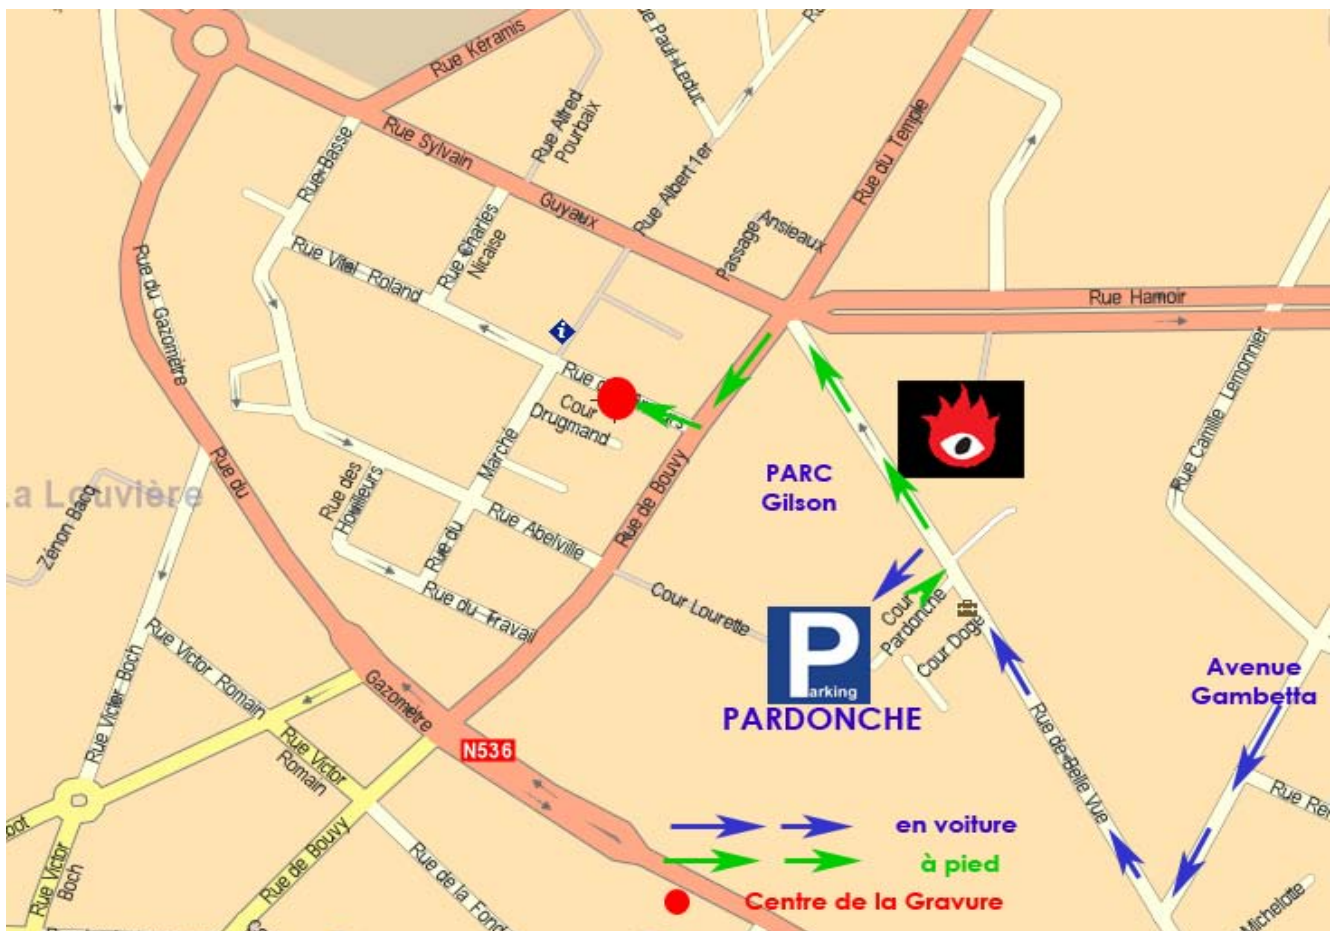 Rue Kéramis
Rue Paul Leduc
Rue Sylvain
Guyaux
Rue Alfred
Pourbaix
Rue Albert 1er
Rue du Temple
Rue Basse
Rue Charles
Nicaise
Passage
Ansieaux
Rue Vitel Roland
Rue du Gazomètre
Rue Hamoir
Rue Camille Lemonnier
i
Cour
Drugmand
Marché
Rue du
Rue des
Houilleurs
PARC
Gilson
Rue de Bouvy
a Louvière
Zénon Bacq
Rue du
Gazomètre
Rue Abelville
Rue du Travail
Cour Lourette
Cour
Pardonche
Cour Doge
P
arking
PARDONCHE
Avenue
Gambetta
Rue de Belle Vue
Rue Victor Boch
Rue Victor Romain
Rue Victor
Romain
N536
Rue de Bouvy
Rue Victor
Boch
Rue de la Fond
Michelotte
en voiture
à pied
Centre de la Gravure